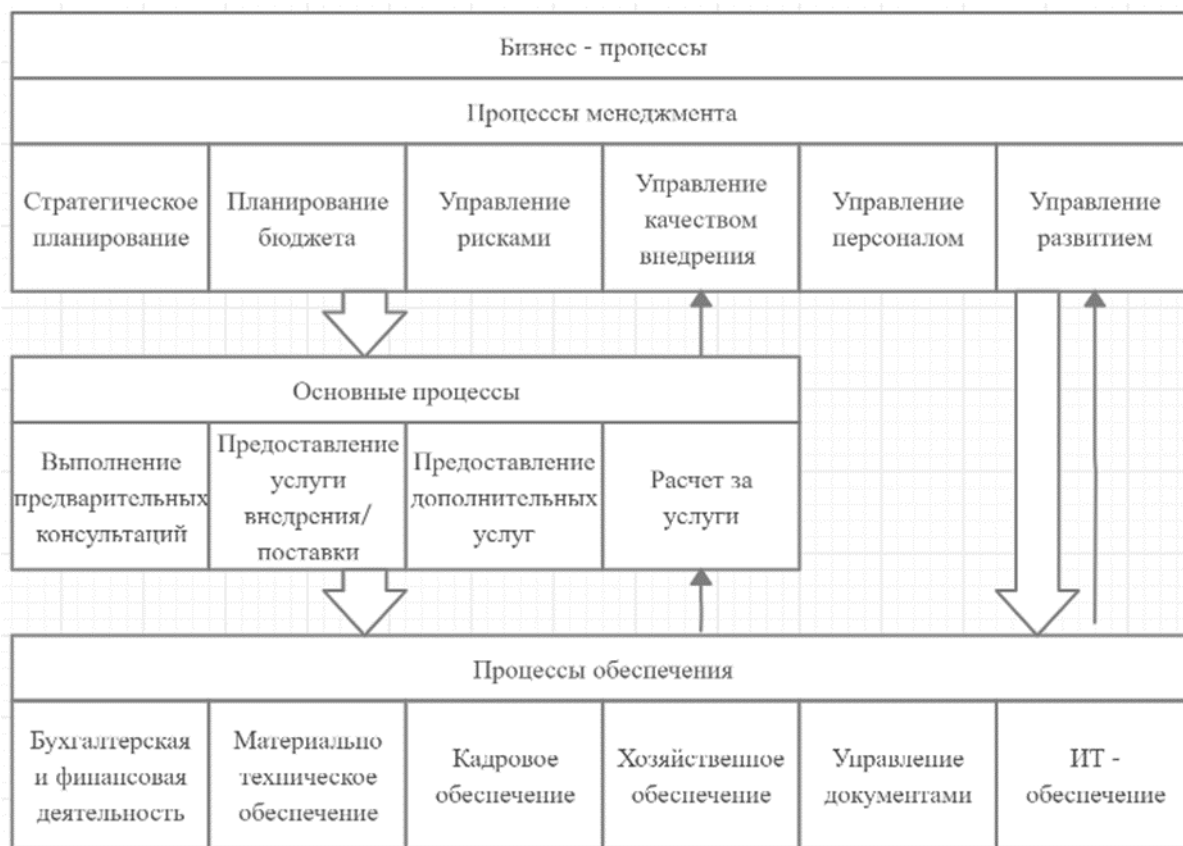 Бизнес - процессы
Процессы менеджмента
Стратегическое
планирование
Планирование
бюджета
Управление
рисками
Управление
качеством
внедрения
Управление
персоналом
Управление
развитием
Основные процессы
Выполнение
предварительных
консультаций
Предоставление
услуги
внедрения/
поставки
Предоставление
дополнительных
услуг
Расчет за
услуги
Процессы обеспечения
Бухгалтерская
и финансовая
деятельность
Материально
техническое
обеспечение
Кадровое
обеспечение
Хозяйственное
обеспечение
Управление
документами
ИТ -
обеспечение